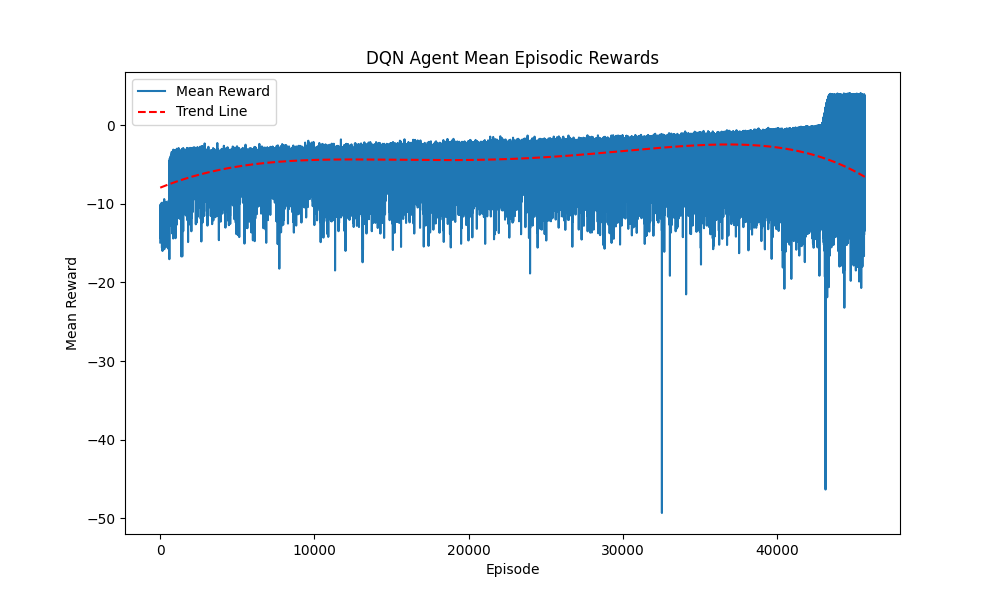 DQN Agent Mean Episodic Rewards
Mean Reward
Trend Line
0
−10
−20
−30
−40
−50
Mean Reward
0
10000
20000
30000
40000
Episode